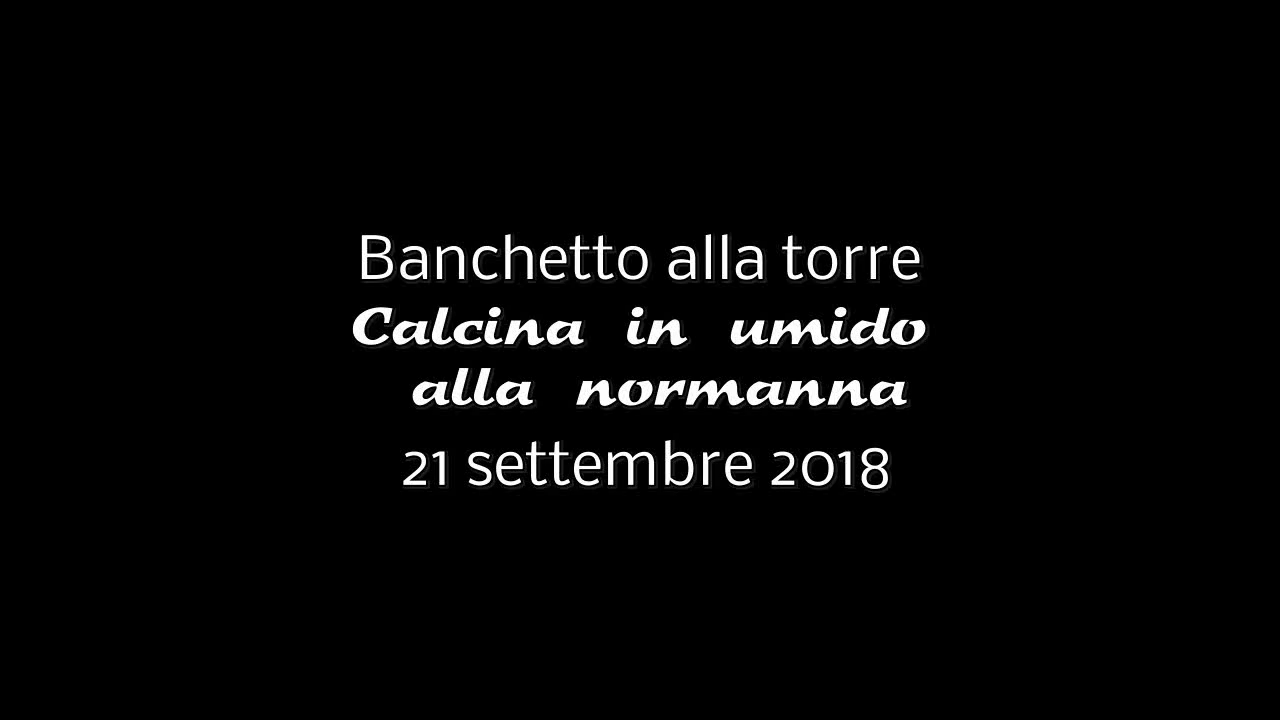 Banchetto alla torre
Calcina in umido
alla normanna
21 settembre 2018